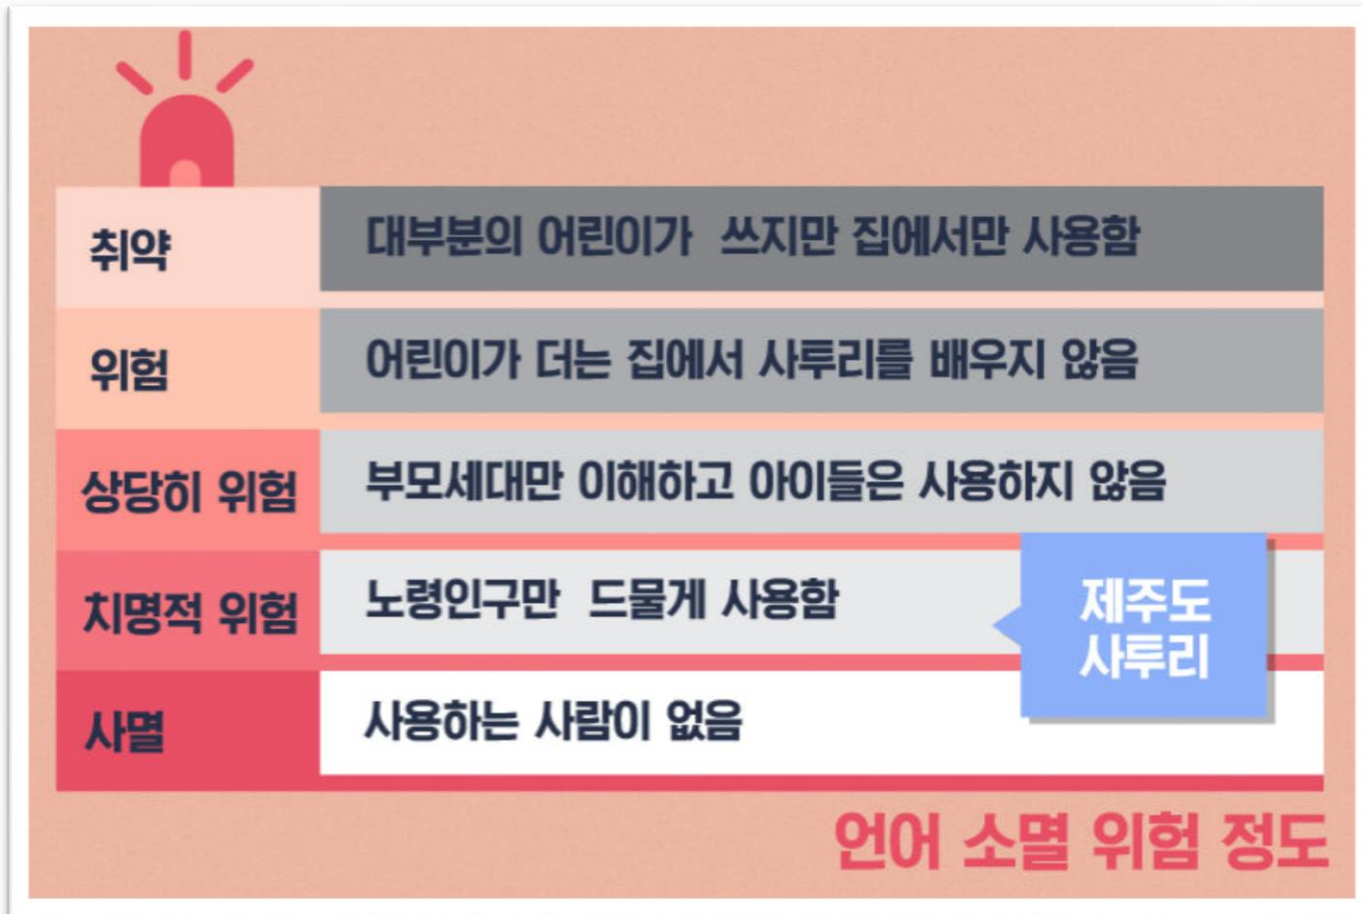 취약
대부분의 어린이가 쓰지만 집에서만 사용함
위험
어린이가 더는 집에서 사투리를 배우지 않음
상당히 위험
부모세대만 이해하고 아이들은 사용하지 않음
치명적 위험
노령인구만 드물게 사용함
제주도
사투리
사멸
사용하는 사람이 없음
언어 소멸 위험 정도